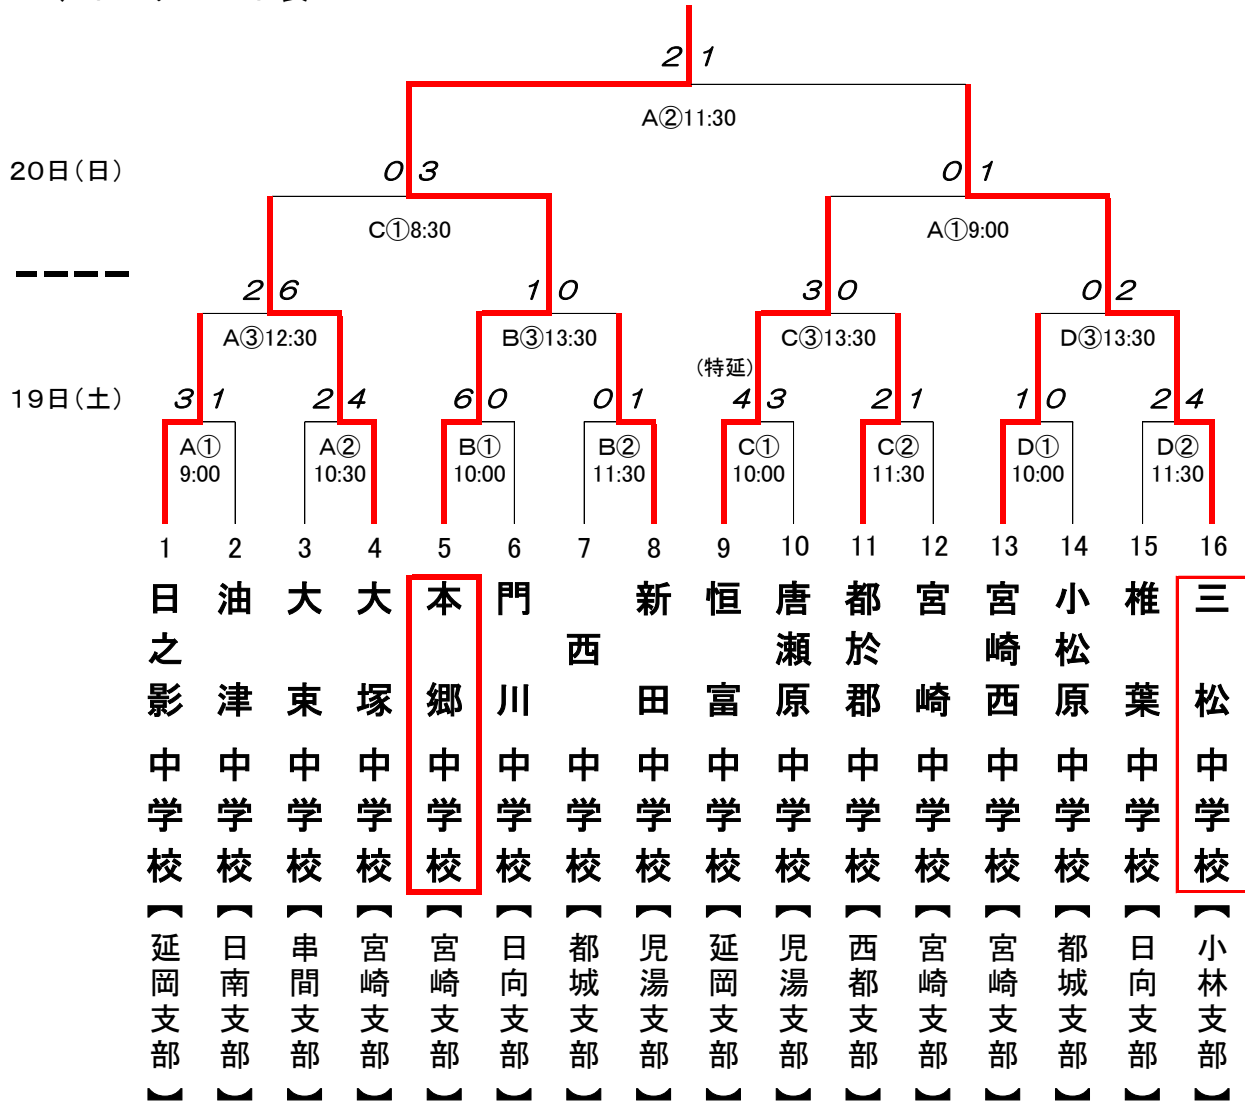 2 1
A②11:30
20日(日)
0 3
0 1
C①8:30
A①9:00
2 6
1 0
3 0
0 2
A③12:30
B③13:30
C③13:30
D③13:30
(特延)
19日(土)
3 1
2 4
6 0
0 1
4 3
2 1
1 0
2 4
A①
9:00
A②
10:30
B①
10:00
B②
11:30
C①
10:00
C②
11:30
D①
10:00
D②
11:30
1 2 3 4 5 6 7 8 9 10 11 12 13 14 15 16
日之影中学校【延岡支部】
油津中学校【日南支部】
大束中学校【串間支部】
大塚中学校【宮崎支部】
本郷中学校【宮崎支部】
門川中学校【日向支部】
西中学校【都城支部】
新田中学校【児湯支部】
恒富中学校【延岡支部】
唐瀬原中学校【児湯支部】
都於郡中学校【西都支部】
宮崎中学校【宮崎支部】
宮崎西中学校【宮崎支部】
小松原中学校【都城支部】
椎葉中学校【日向支部】
三松中学校【小林支部】